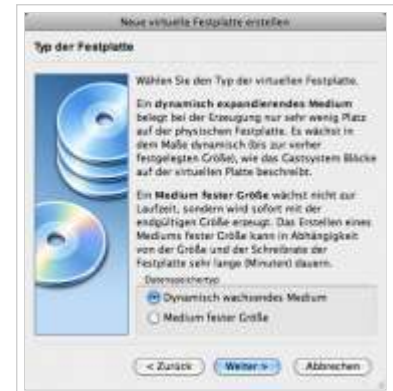 Neue virtuelle Festplatte erstellen
Typ der Festplatte
Wählen Sie den Typ der virtuellen Festplatte.
Ein dynamisch expandierendes Medium
belegt bei der Erzeugung nur sehr wenig Platz
auf der physischen Festplatte. Es wächst in
dem Maße dynamisch (bis zur vorher
festgelegten Größe), wie das Gastsystem Blöcke
auf der virtuellen Platte beschreibt.
Ein Medium fester Größe wächst nicht zur
Laufzeit, sondern wird sofort mit der
endgültigen Größe erzeugt. Das Erstellen eines
Mediums fester Größe kann in Abhängigkeit
von der Größe und der Schreibrate der
Festplatte sehr lange (Minuten) dauern.
Datenspeichertyp
Dynamisch wachsendes Medium
Medium fester Größe
< Zurück
Weiter >
Abbrechen